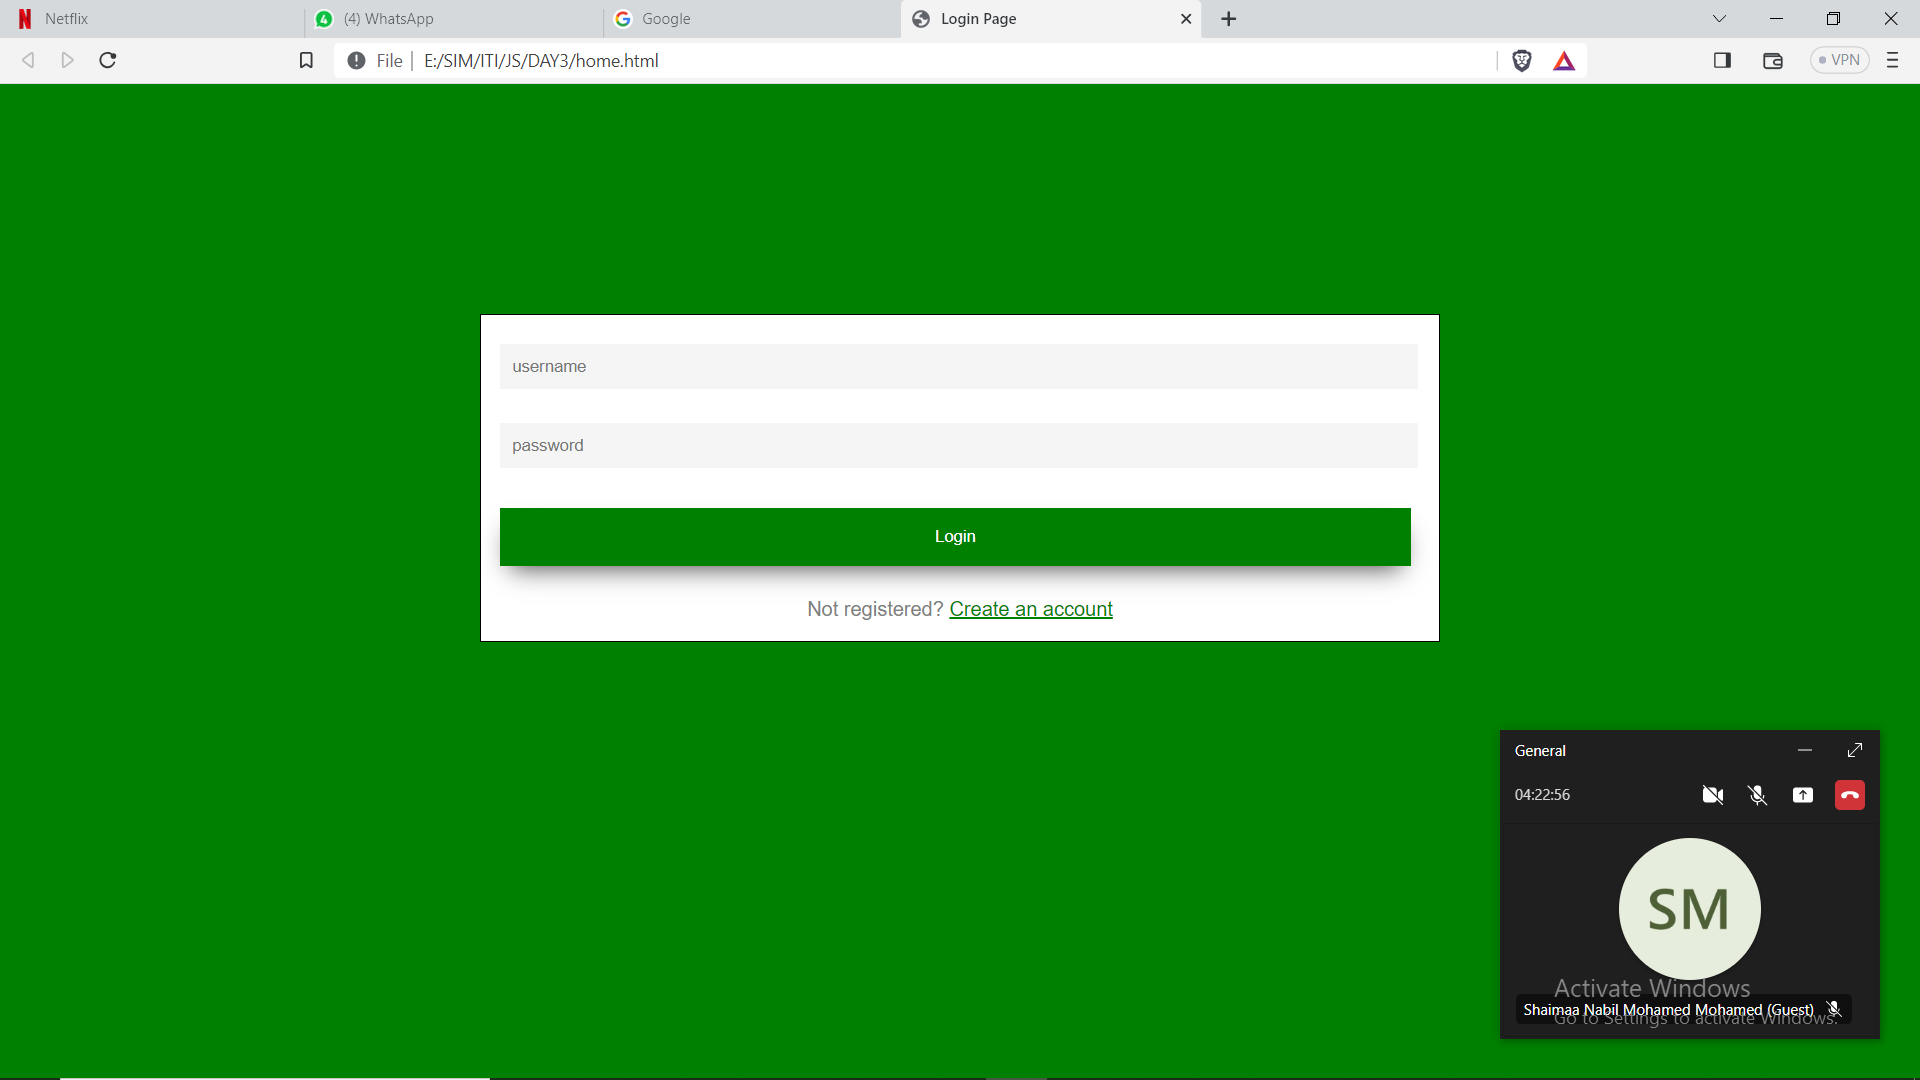 Netflix
(4) WhatsApp
Google
Login Page
File
E:/SIM/ITI/JS/DAY3/home.html
VPN
username
password
Login
Not registered? Create an account
General
04:22:56
SM
Activate Windows
Shaimaa Nabil Mohamed Mohamed (Guest)
Go to Settings to activate Windows.